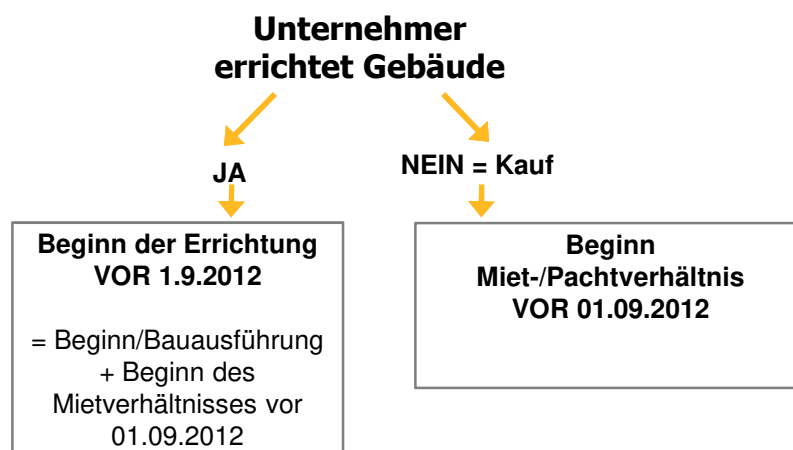 Unternehmer
errichtet Gebäude
JA
NEIN = Kauf
Beginn der Errichtung
VOR 1.9.2012
= Beginn/Bauausführung
+ Beginn des
Mietverhältnisses vor
01.09.2012
Beginn
Miet-/Pachtverhältnis
VOR 01.09.2012